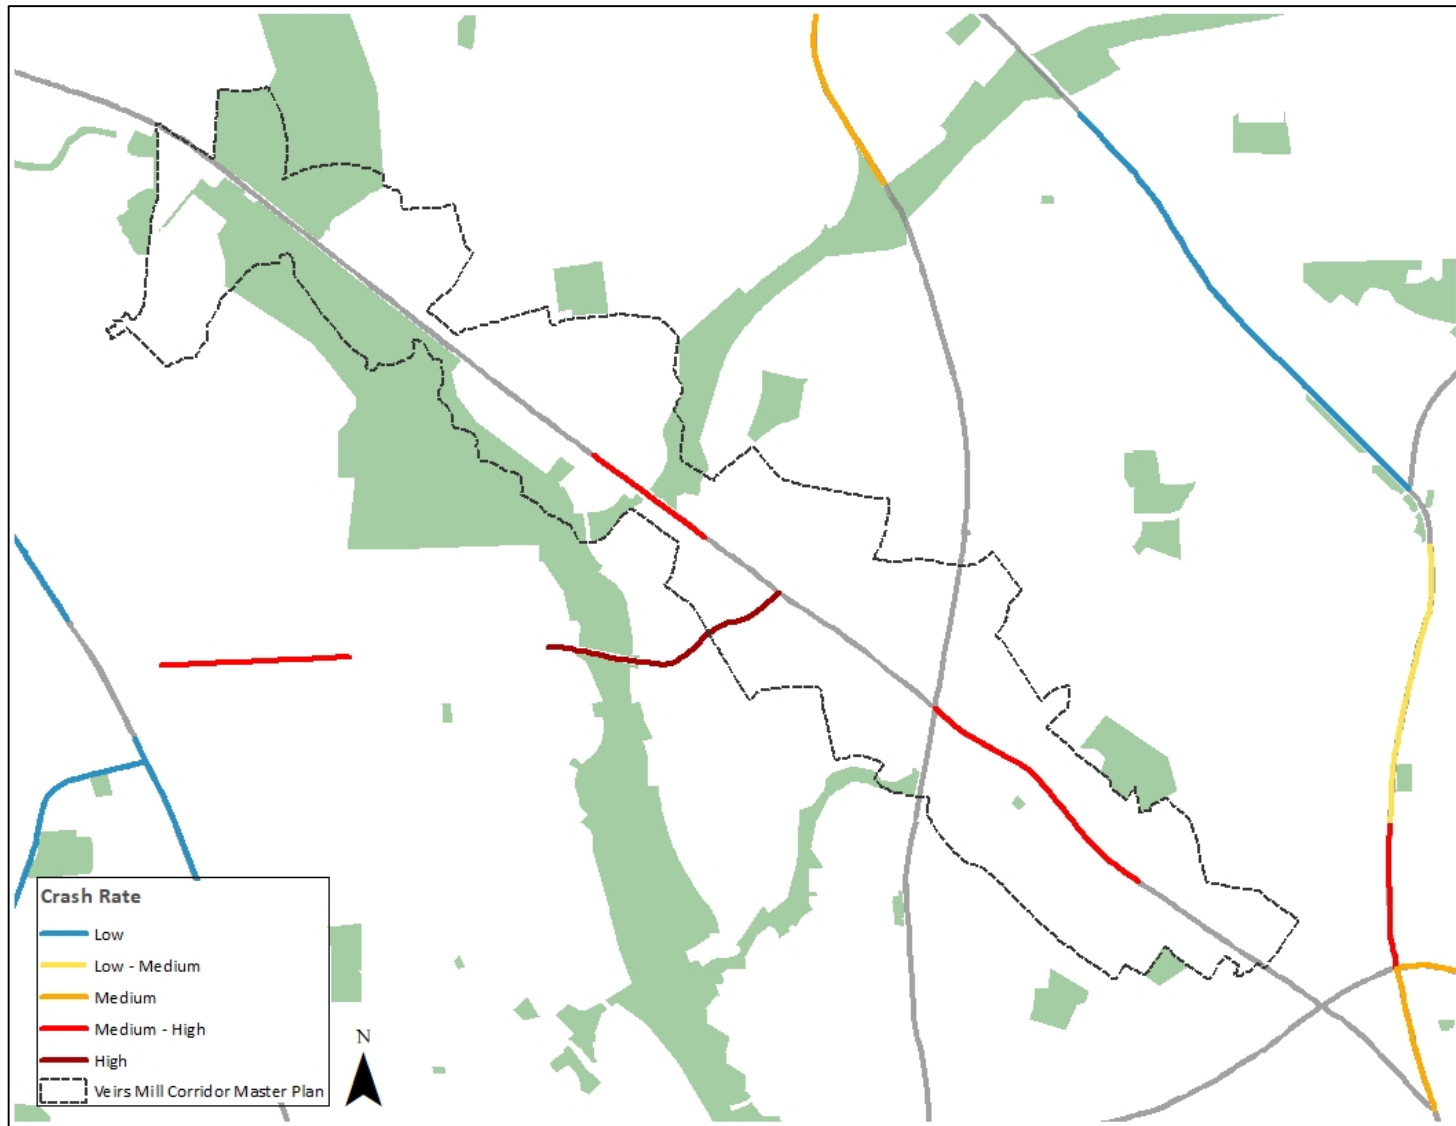 Crash Rate
Low
Low - Medium
Medium
Medium - High
High
Veirs Mill Corridor Master Plan
N